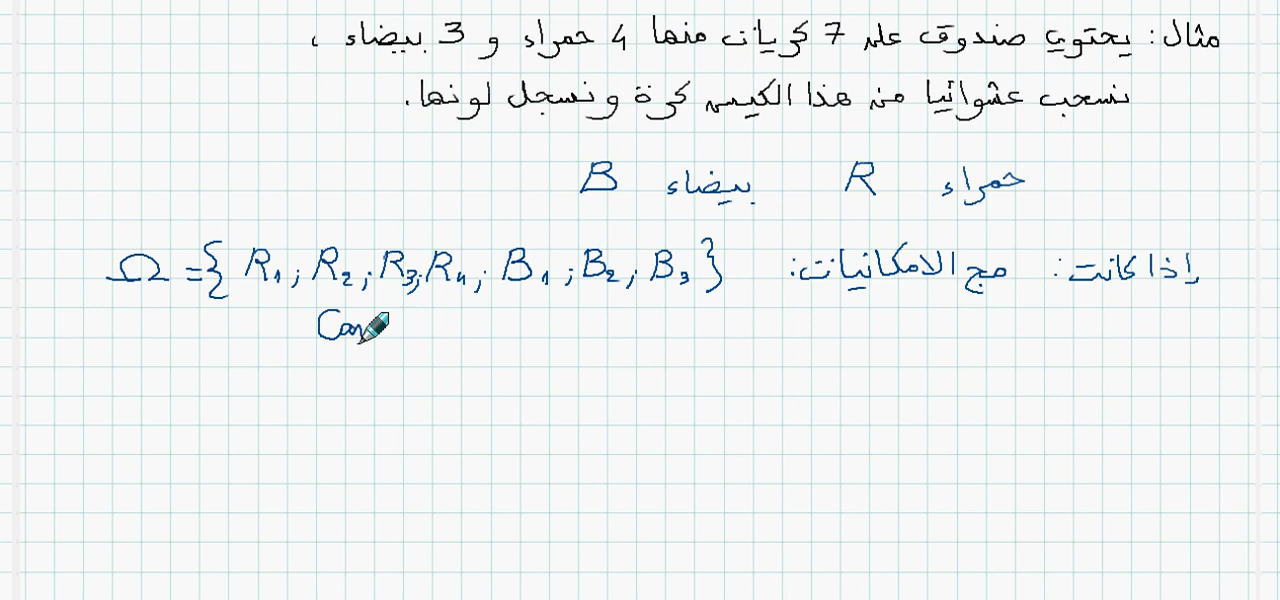 مثال: يحتوي صندوق على 7 كريات منها 4 حمراء و 3 بيضاء ،
نسحب عشوائيا من هذا الكيس كرة ونسجل لونها.
حمراء R بيضاء B
إذا كانت: مج الامكانيات: Ω = { R₁ ; R₂ ; R₃ ; R₄ ; B₁ ; B₂ ; B₃ }
Car